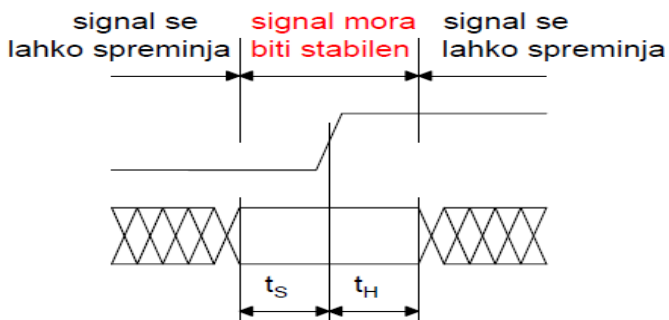 signal se
lahko spreminja
signal mora
biti stabilen
signal se
lahko spreminja
tS
tH